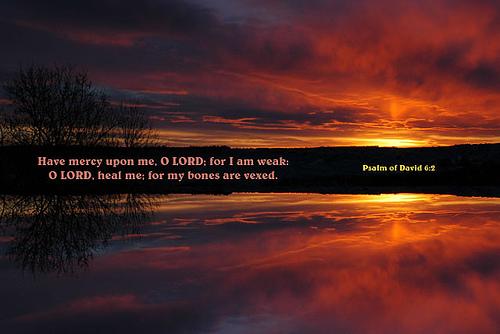 Have mercy upon me, O LORD; for I am weak:
O LORD, heal me; for my bones are vexed.
Psalm of David 6:2